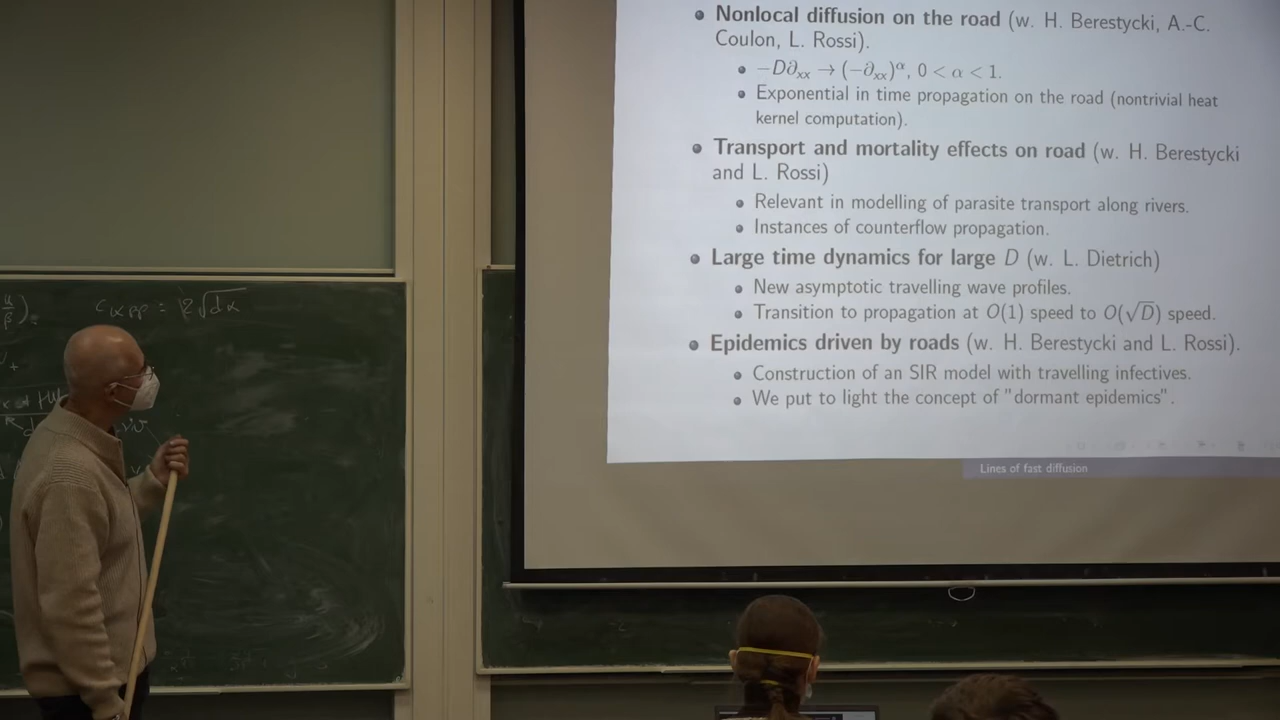 • Nonlocal diffusion on the road (w. H. Berestycki, A.-C.
Coulon, L. Rossi).
• −D∂ₓₓ → (−∂ₓₓ)^α, 0 < α < 1.
• Exponential in time propagation on the road (nontrivial heat
kernel computation).
• Transport and mortality effects on road (w. H. Berestycki
and L. Rossi)
• Relevant in modelling of parasite transport along rivers.
• Instances of counterflow propagation.
• Large time dynamics for large D (w. L. Dietrich)
• New asymptotic travelling wave profiles.
• Transition to propagation at O(1) speed to O(√D) speed.
• Epidemics driven by roads (w. H. Berestycki and L. Rossi).
• Construction of an SIR model with travelling infectives.
• We put to light the concept of "dormant epidemics".
Lines of fast diffusion